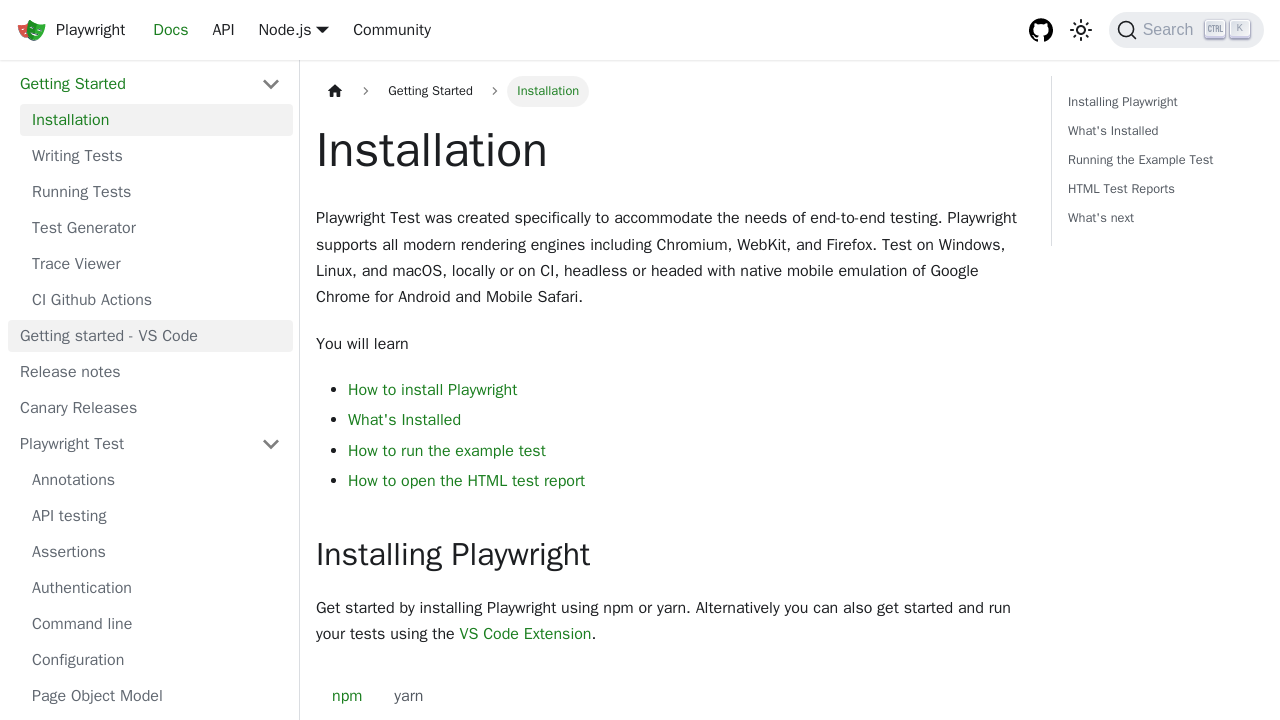 Playwright
Docs
API
Node.js
Community
Search
CTRL
K
Getting Started
Installation
Writing Tests
Running Tests
Test Generator
Trace Viewer
CI Github Actions
Getting started - VS Code
Release notes
Canary Releases
Playwright Test
Annotations
API testing
Assertions
Authentication
Command line
Configuration
Page Object Model
Getting Started
Installation
Installation
Playwright Test was created specifically to accommodate the needs of end-to-end testing. Playwright
supports all modern rendering engines including Chromium, WebKit, and Firefox. Test on Windows,
Linux, and macOS, locally or on CI, headless or headed with native mobile emulation of Google
Chrome for Android and Mobile Safari.
You will learn
How to install Playwright
What's Installed
How to run the example test
How to open the HTML test report
Installing Playwright
Get started by installing Playwright using npm or yarn. Alternatively you can also get started and run
your tests using the VS Code Extension.
npm
yarn
Installing Playwright
What's Installed
Running the Example Test
HTML Test Reports
What's next